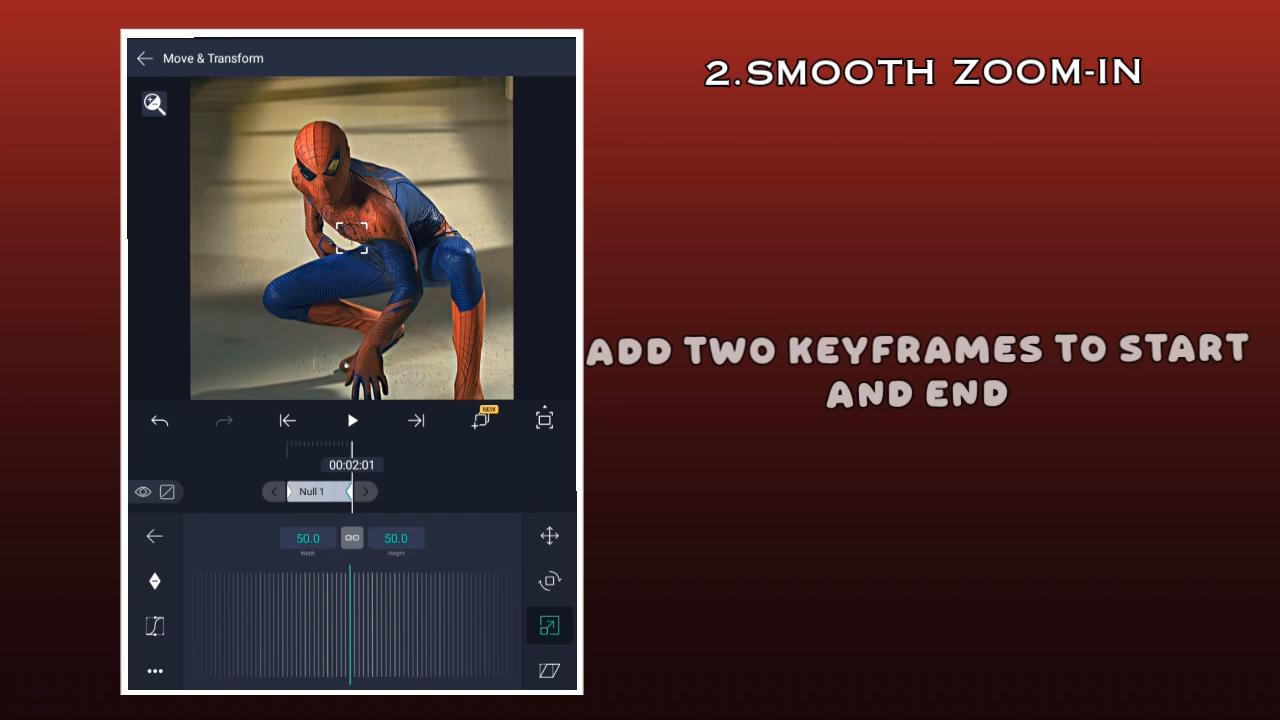 Move & Transform
2.SMOOTH ZOOM-IN
ADD TWO KEYFRAMES TO START
AND END
NEW
00:02:01
Null 1
50.0
50.0
Width
Height